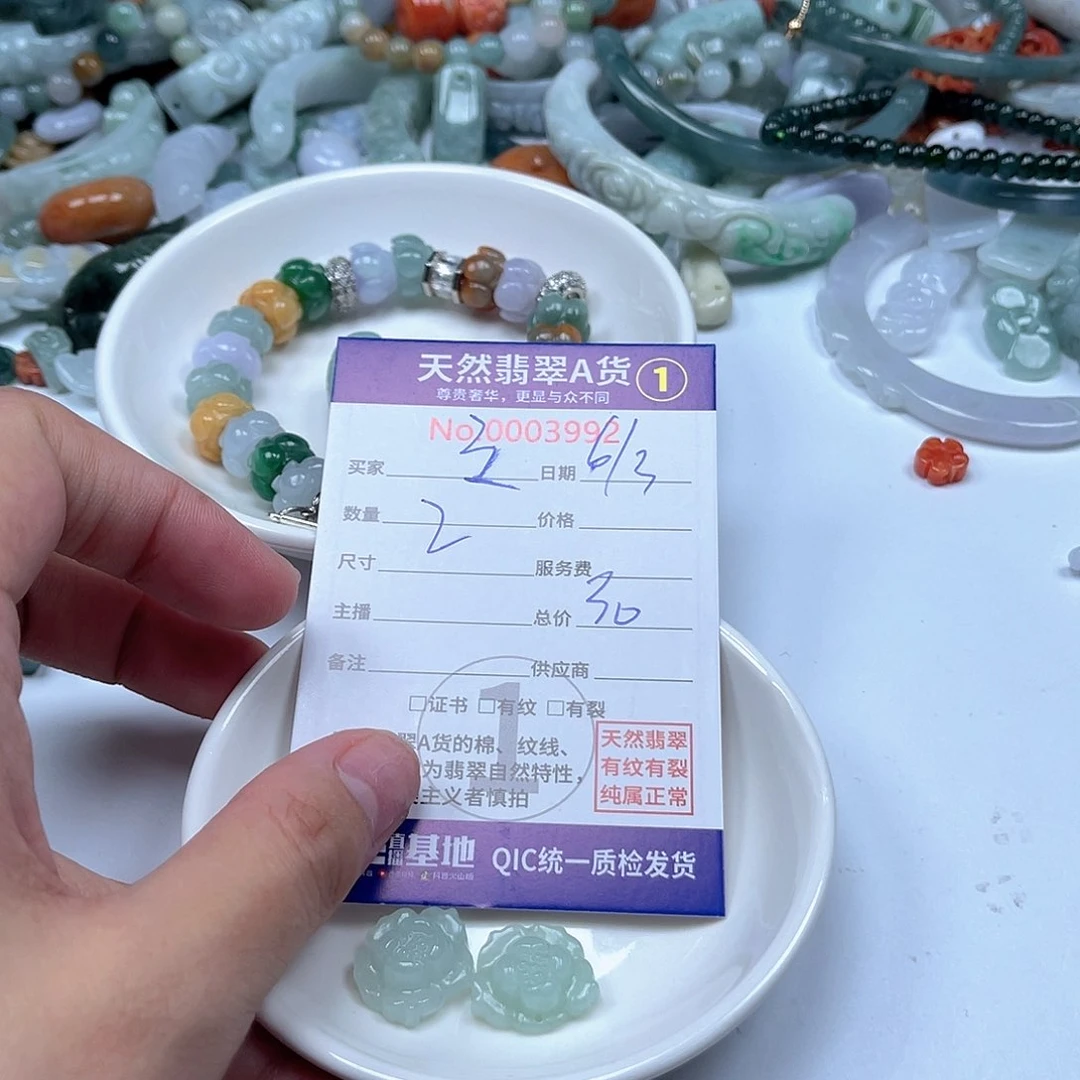 天然翡翠A货 1
尊贵奢华，更显与众不同
No.0003992
买家 日期 6/3
数量 2 价格
尺寸 服务费
主播 总价 30
备注 供应商
□证书 □有纹 □有裂
1
翠A货的棉、纹线、
为翡翠自然特性，
主义者慎拍
天然翡翠
有纹有裂
纯属正常
直播基地 QIC统一质检发货